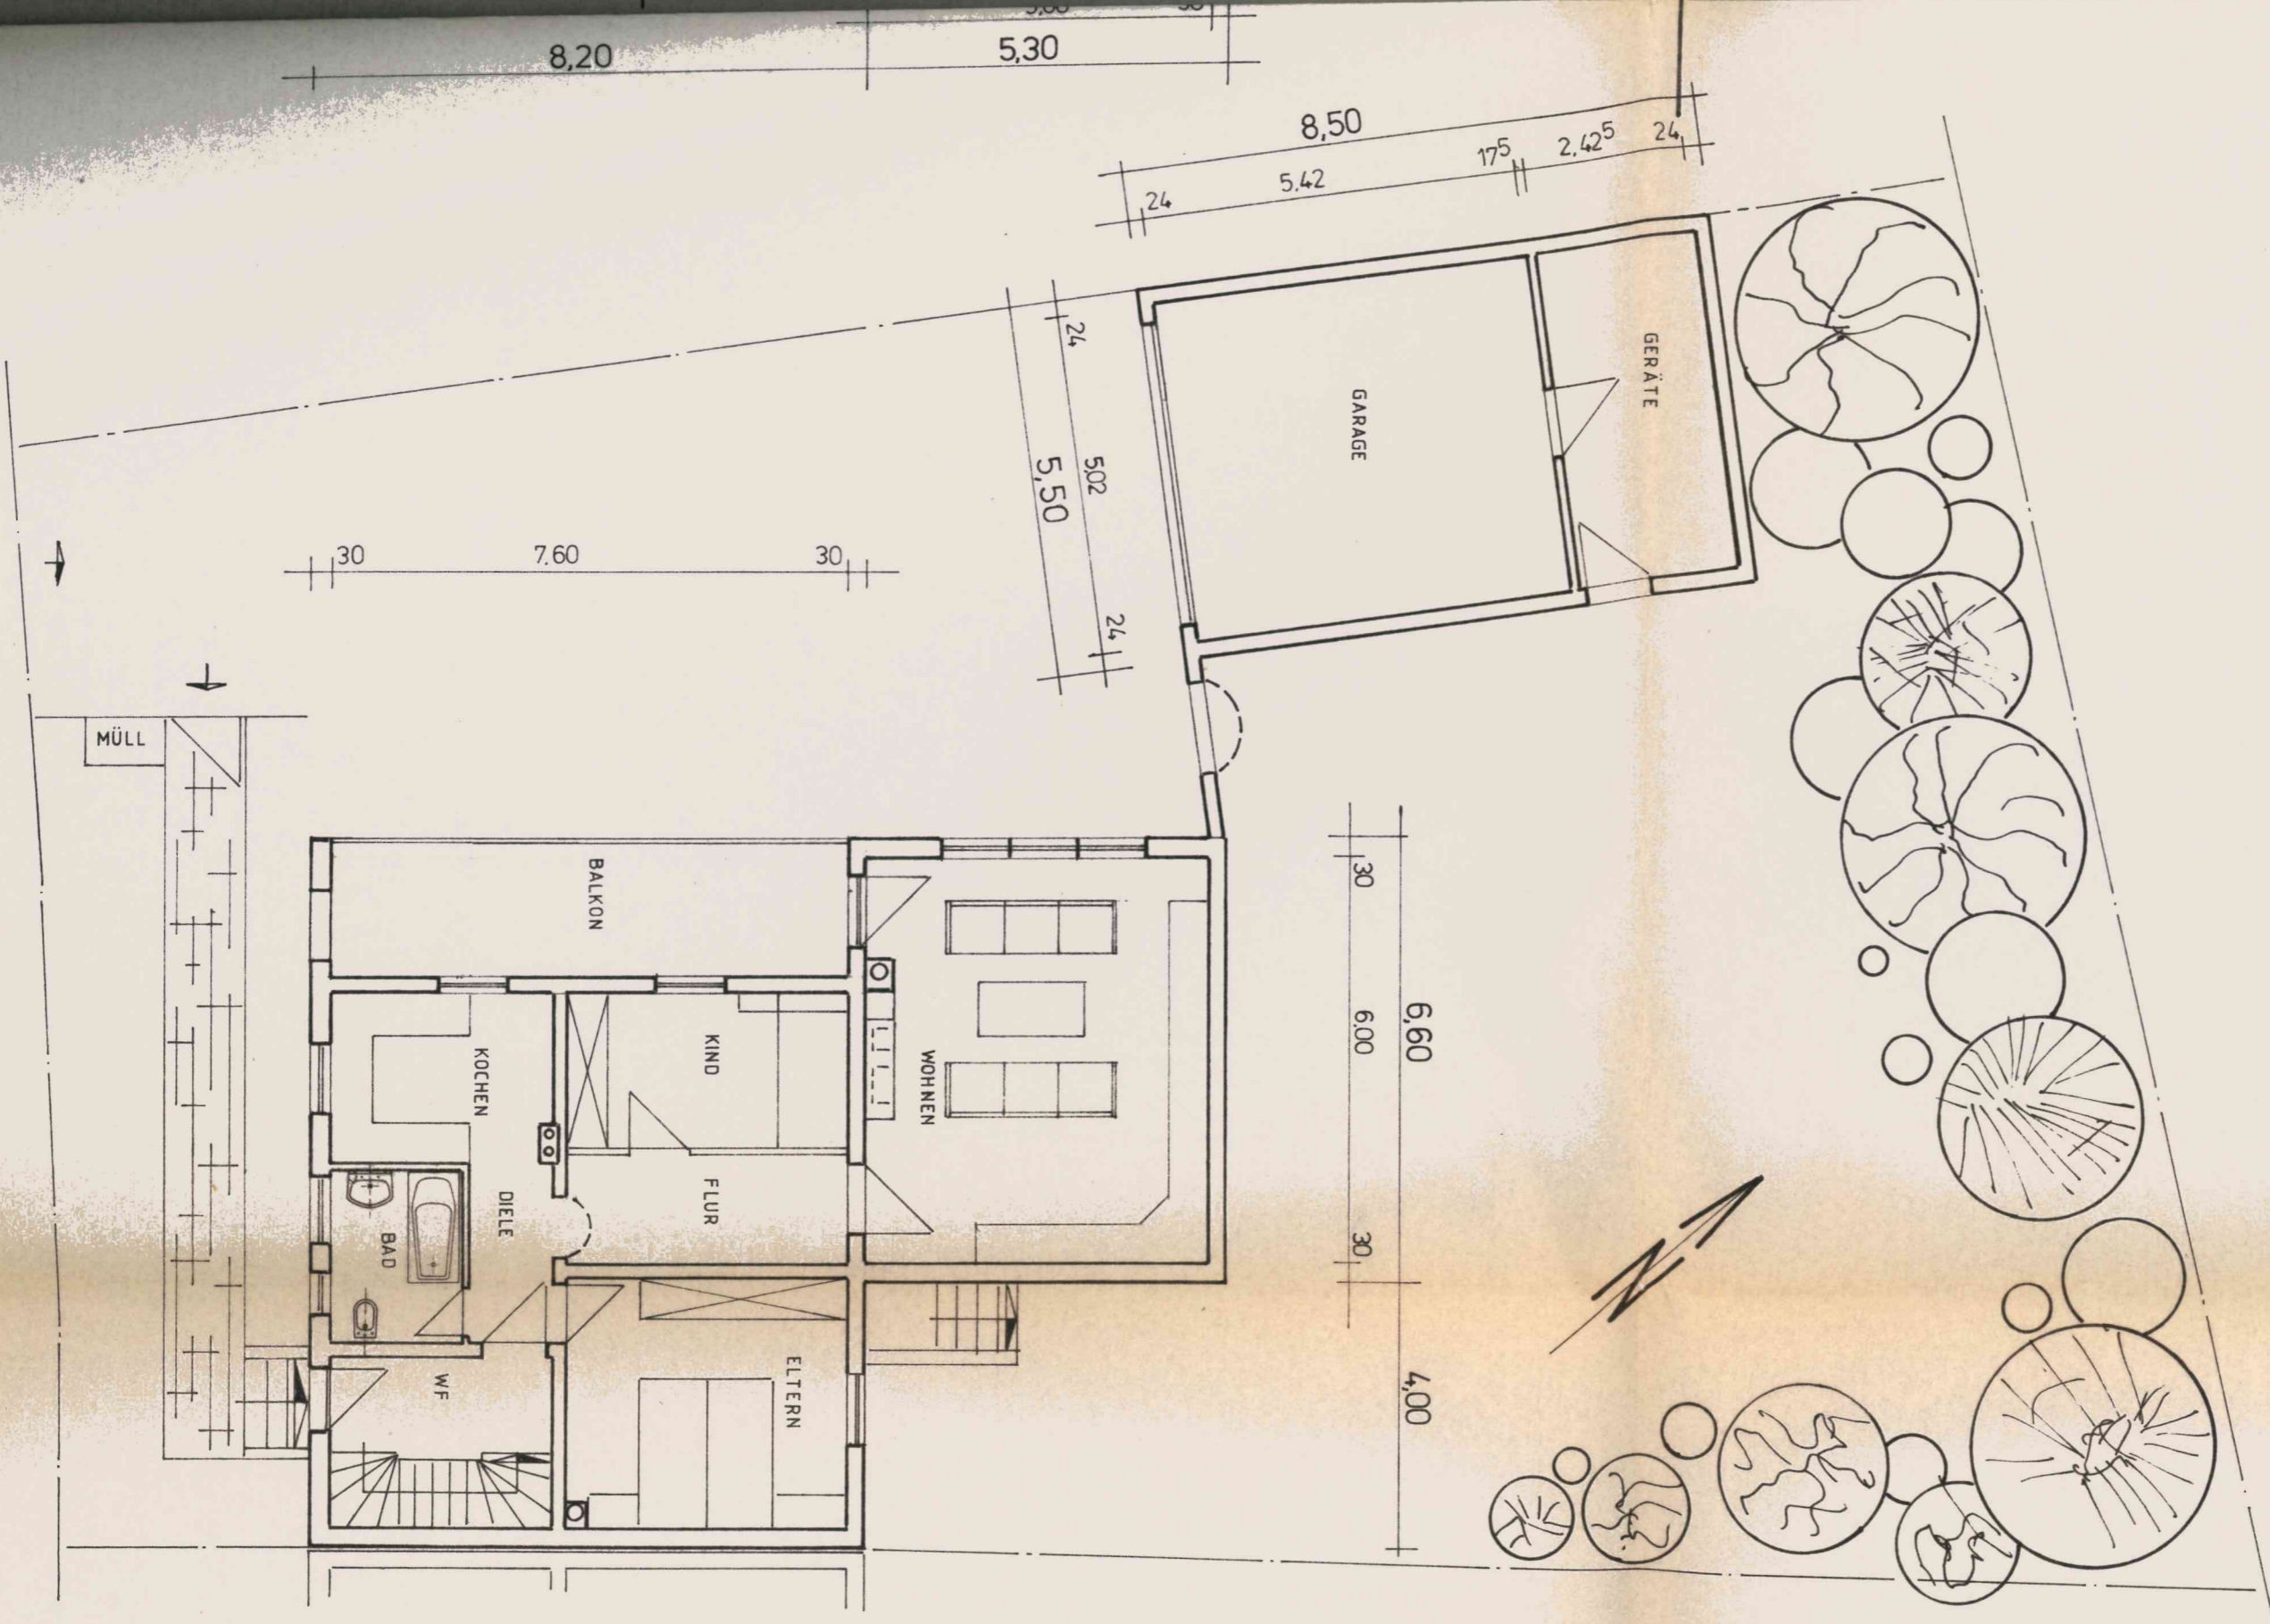 8,20
5,30
8,50
24
5.42
17⁵
2.42⁵
24
24
5,02
5,50
24
GARAGE
GERÄTE
30
7.60
30
MÜLL
BALKON
KOCHEN
KIND
WOHNEN
30
6,00
6,60
30
4,00
DIELE
FLUR
BAD
WF
ELTERN
N